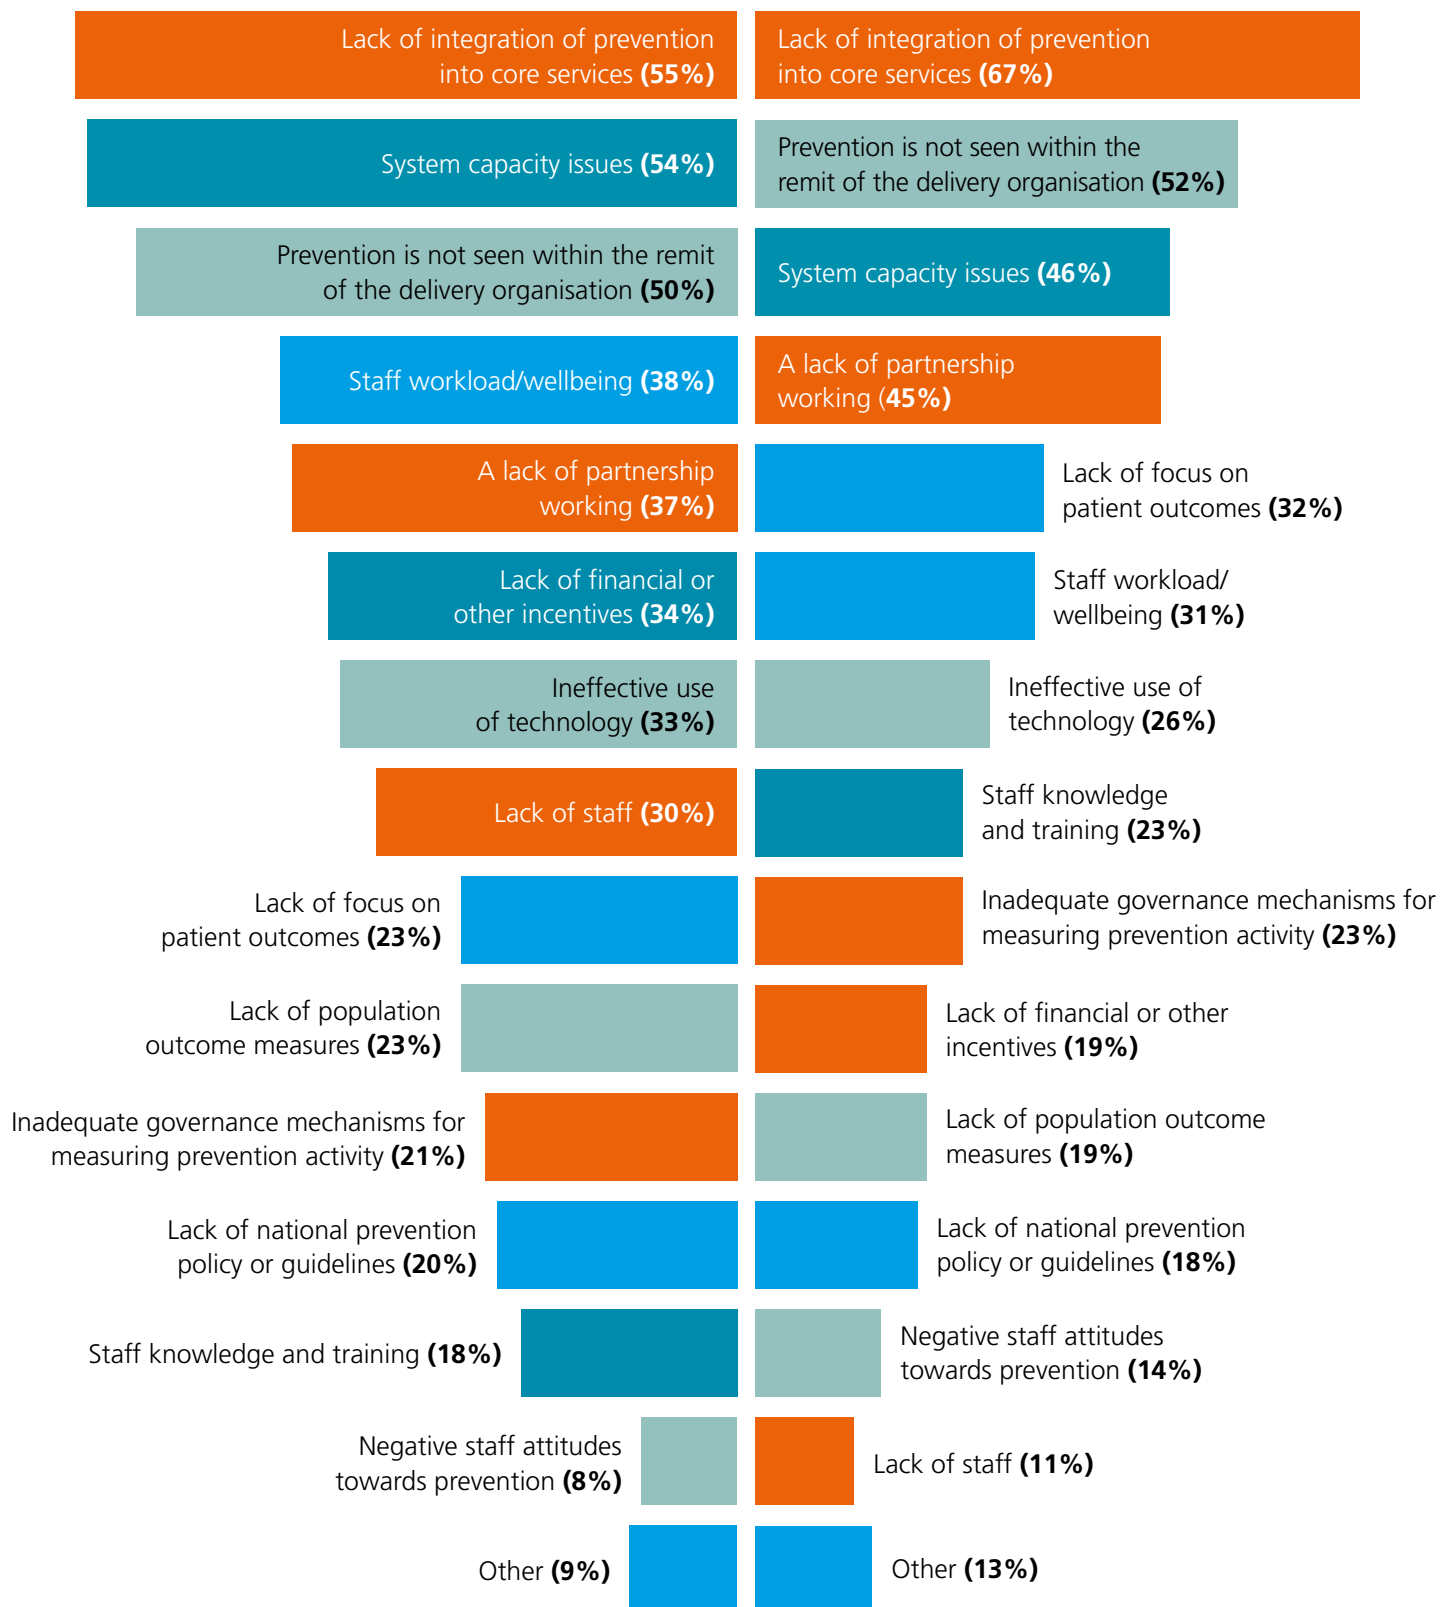 Lack of integration of prevention
into core services (55%)
System capacity issues (54%)
Prevention is not seen within the remit
of the delivery organisation (50%)
Staff workload/wellbeing (38%)
A lack of partnership
working (37%)
Lack of financial or
other incentives (34%)
Ineffective use
of technology (33%)
Lack of staff (30%)
Lack of focus on
patient outcomes (23%)
Lack of population
outcome measures (23%)
Inadequate governance mechanisms for
measuring prevention activity (21%)
Lack of national prevention
policy or guidelines (20%)
Staff knowledge and training (18%)
Negative staff attitudes
towards prevention (8%)
Other (9%)
Lack of integration of prevention
into core services (67%)
Prevention is not seen within the
remit of the delivery organisation (52%)
System capacity issues (46%)
A lack of partnership
working (45%)
Lack of focus on
patient outcomes (32%)
Staff workload/
wellbeing (31%)
Ineffective use of
technology (26%)
Staff knowledge
and training (23%)
Inadequate governance mechanisms for
measuring prevention activity (23%)
Lack of financial or other
incentives (19%)
Lack of population outcome
measures (19%)
Lack of national prevention
policy or guidelines (18%)
Negative staff attitudes
towards prevention (14%)
Lack of staff (11%)
Other (13%)